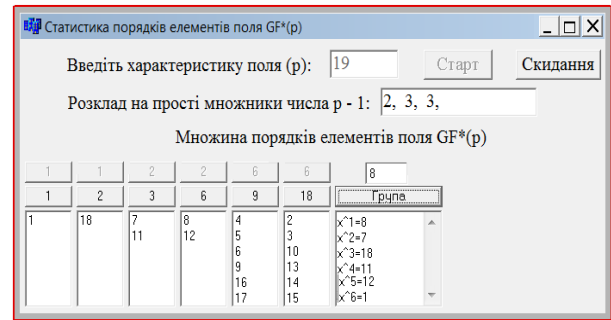 Статистика порядків елементів поля GF*(p)
Введіть характеристику поля (p): 19 Старт Скидання
Розклад на прості множники числа p - 1: 2, 3, 3,
Множина порядків елементів поля GF*(p)
1 1 2 2 6 6 8
1 2 3 6 9 18 Група
1 18 7 8 4 2 x^1=8
11 12 5 3 x^2=7
6 10 x^3=18
9 13 x^4=11
16 14 x^5=12
17 15 x^6=1